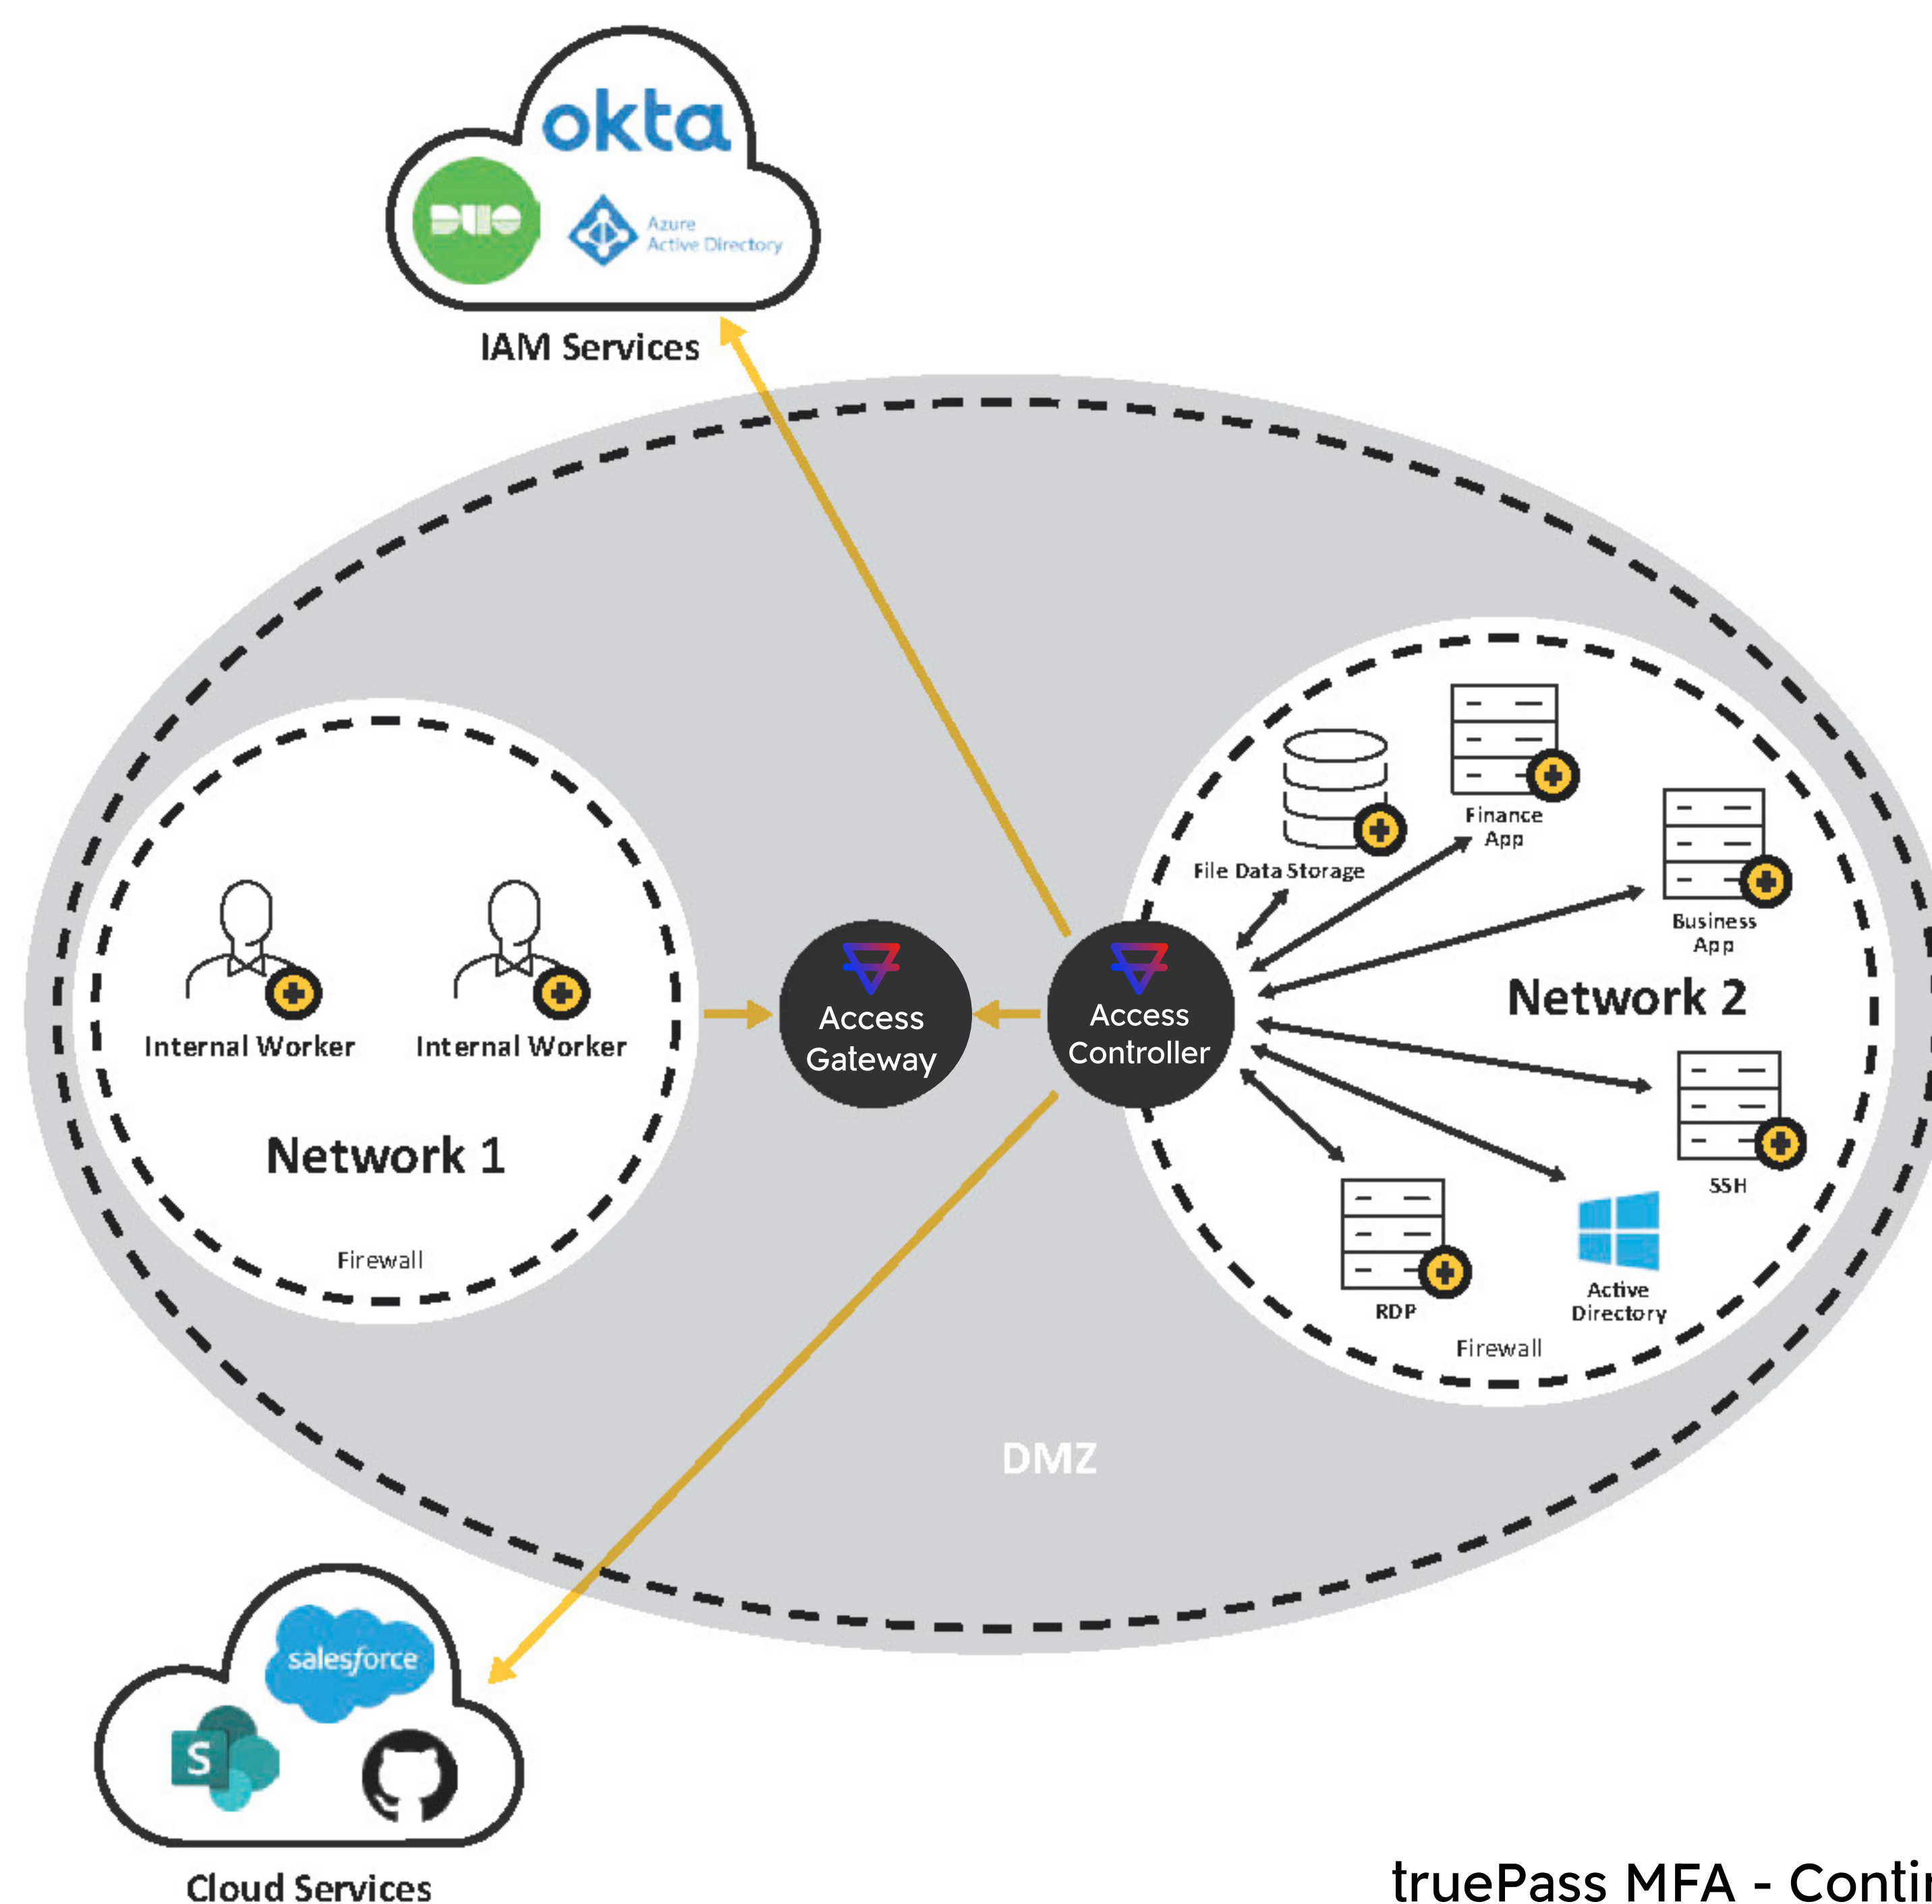 okta
DUO
Azure
Active Directory
IAM Services
Finance
App
File Data Storage
Business
App
Network 2
Access
Gateway
Access
Controller
Internal Worker
Internal Worker
Network 1
Firewall
SSH
RDP
Active
Directory
Firewall
DMZ
salesforce
S
Cloud Services
truePass MFA - Contin